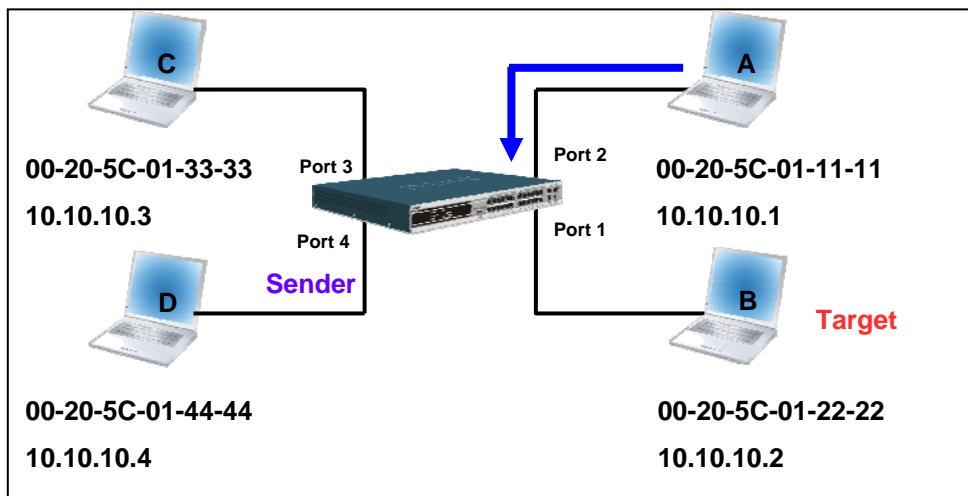 C
A
00-20-5C-01-33-33
10.10.10.3
Port 3
Port 2
00-20-5C-01-11-11
10.10.10.1
Port 4
Port 1
Sender
D
B
Target
00-20-5C-01-44-44
10.10.10.4
00-20-5C-01-22-22
10.10.10.2